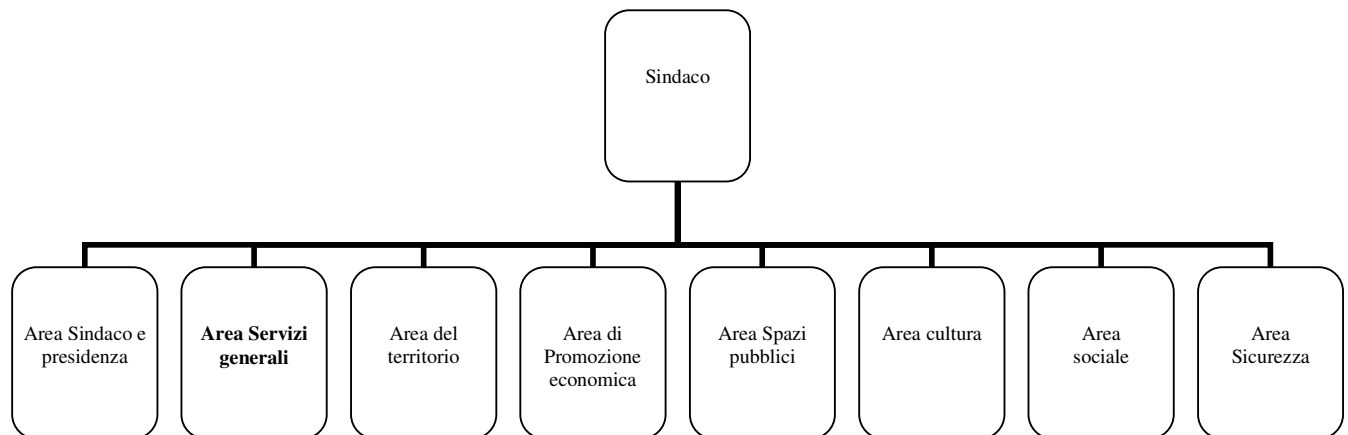 Sindaco
Area Sindaco e
presidenza
Area Servizi
generali
Area del
territorio
Area di
Promozione
economica
Area Spazi
pubblici
Area cultura
Area
sociale
Area
Sicurezza